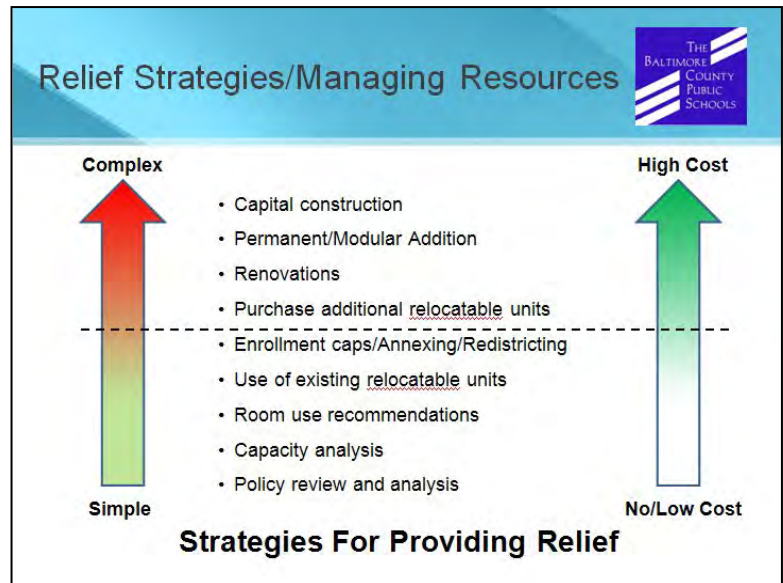 Relief Strategies/Managing Resources
THE
BALTIMORE
COUNTY
PUBLIC
SCHOOLS
Complex
High Cost
• Capital construction
• Permanent/Modular Addition
• Renovations
• Purchase additional relocatable units
• Enrollment caps/Annexing/Redistricting
• Use of existing relocatable units
• Room use recommendations
• Capacity analysis
• Policy review and analysis
Simple
No/Low Cost
Strategies For Providing Relief